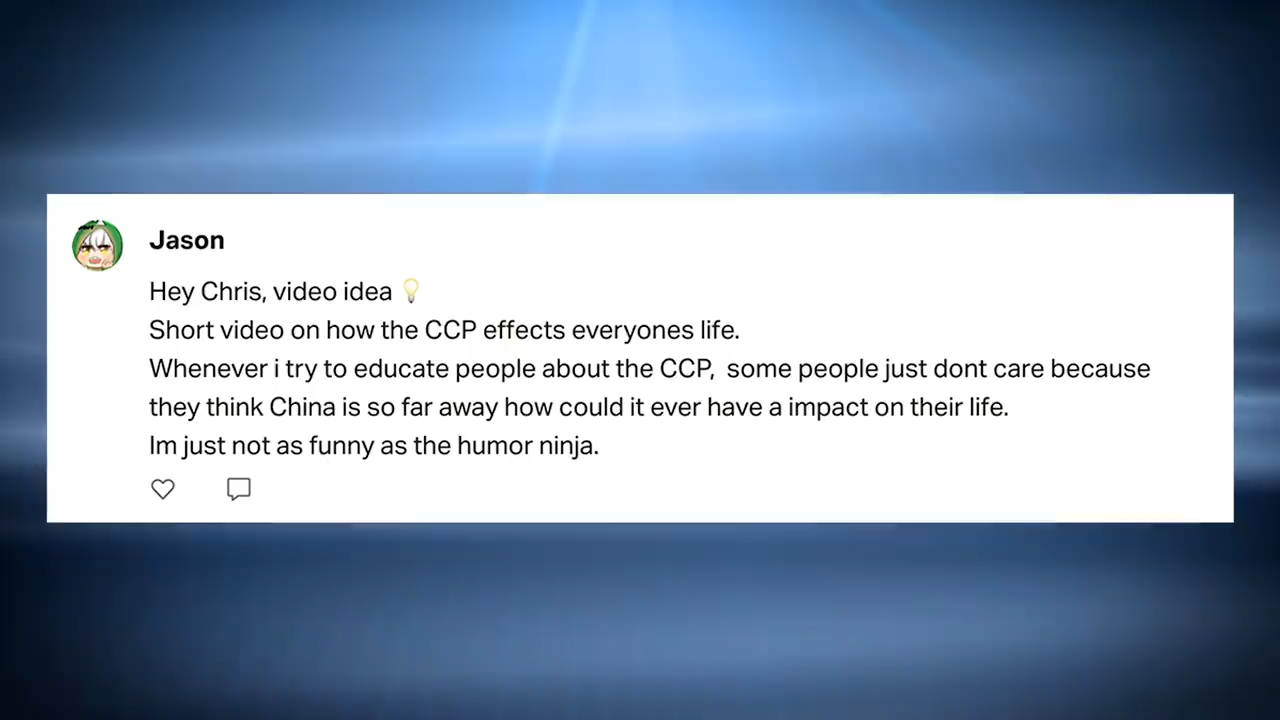 Jason
Hey Chris, video idea 💡
Short video on how the CCP effects everyones life.
Whenever i try to educate people about the CCP,  some people just dont care because
they think China is so far away how could it ever have a impact on their life.
Im just not as funny as the humor ninja.